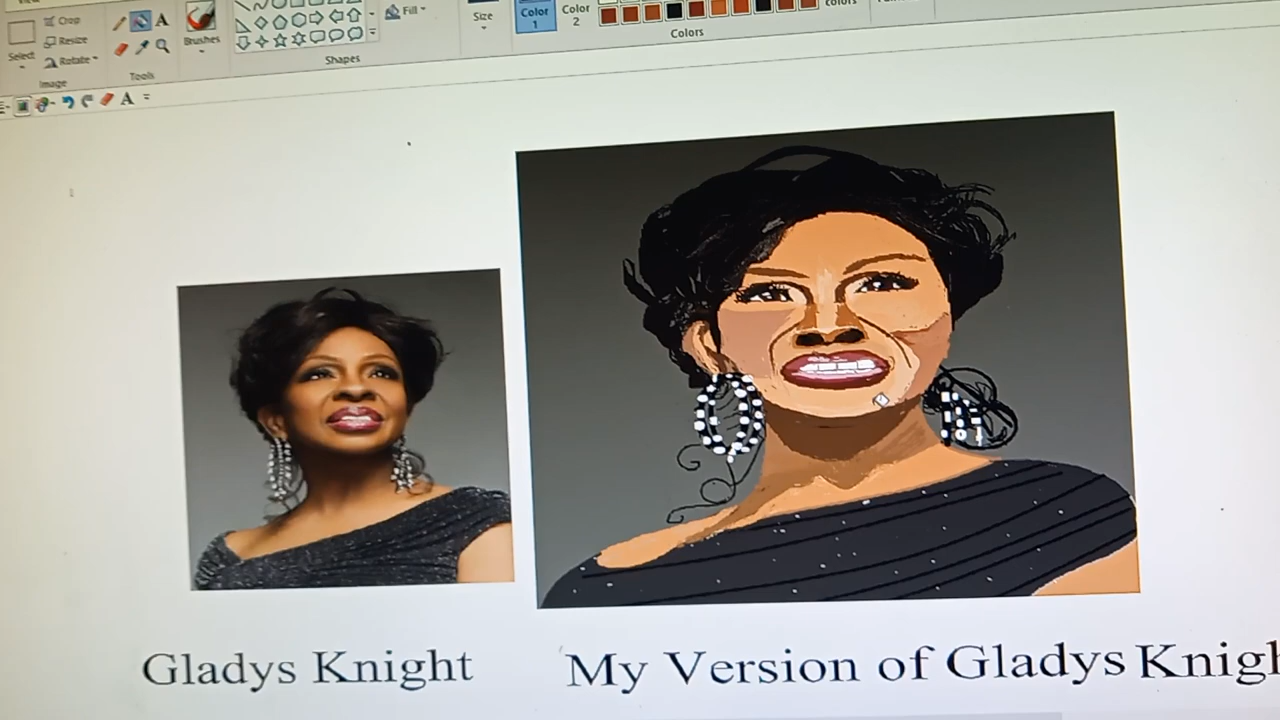 Crop
Resize
Rotate
Select
Image
A
Tools
Brushes
Shapes
Fill
Size
Color
1
Color
2
Colors
A
Gladys Knight
My Version of Gladys Knigh